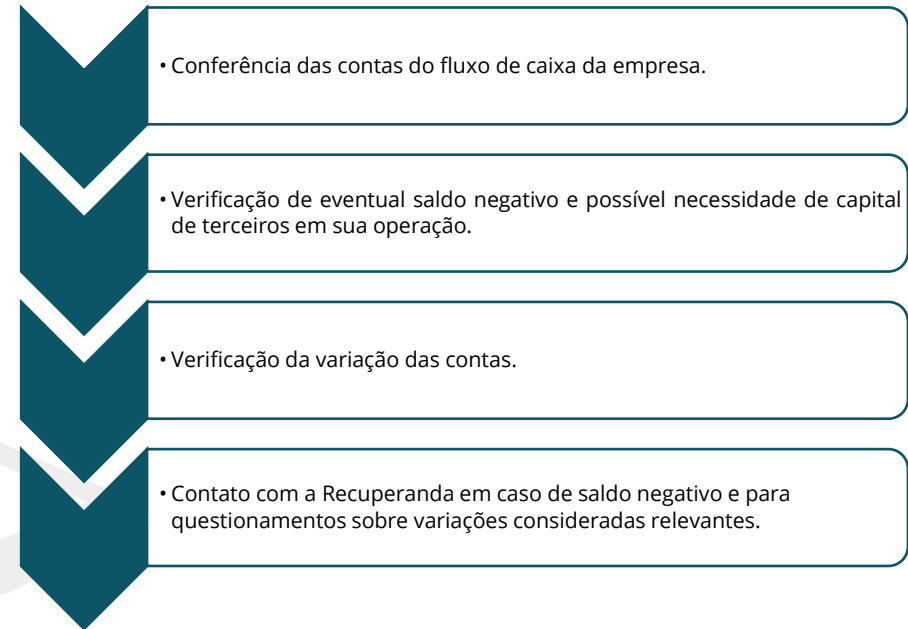 • Conferência das contas do fluxo de caixa da empresa.
• Verificação de eventual saldo negativo e possível necessidade de capital
de terceiros em sua operação.
• Verificação da variação das contas.
• Contato com a Recuperanda em caso de saldo negativo e para
questionamentos sobre variações consideradas relevantes.